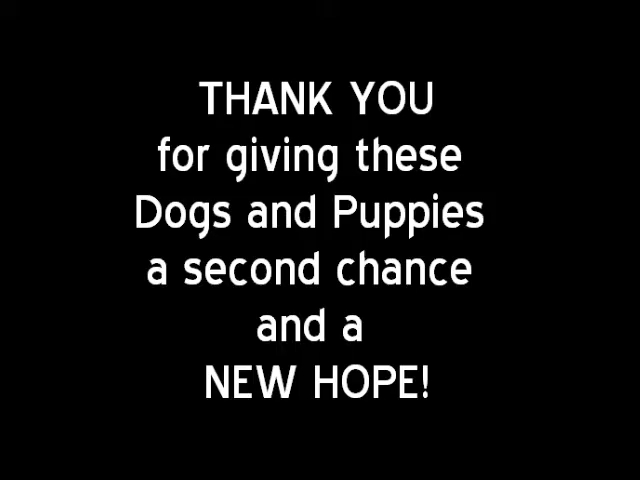 THANK YOU
for giving these
Dogs and Puppies
a second chance
and a
NEW HOPE!